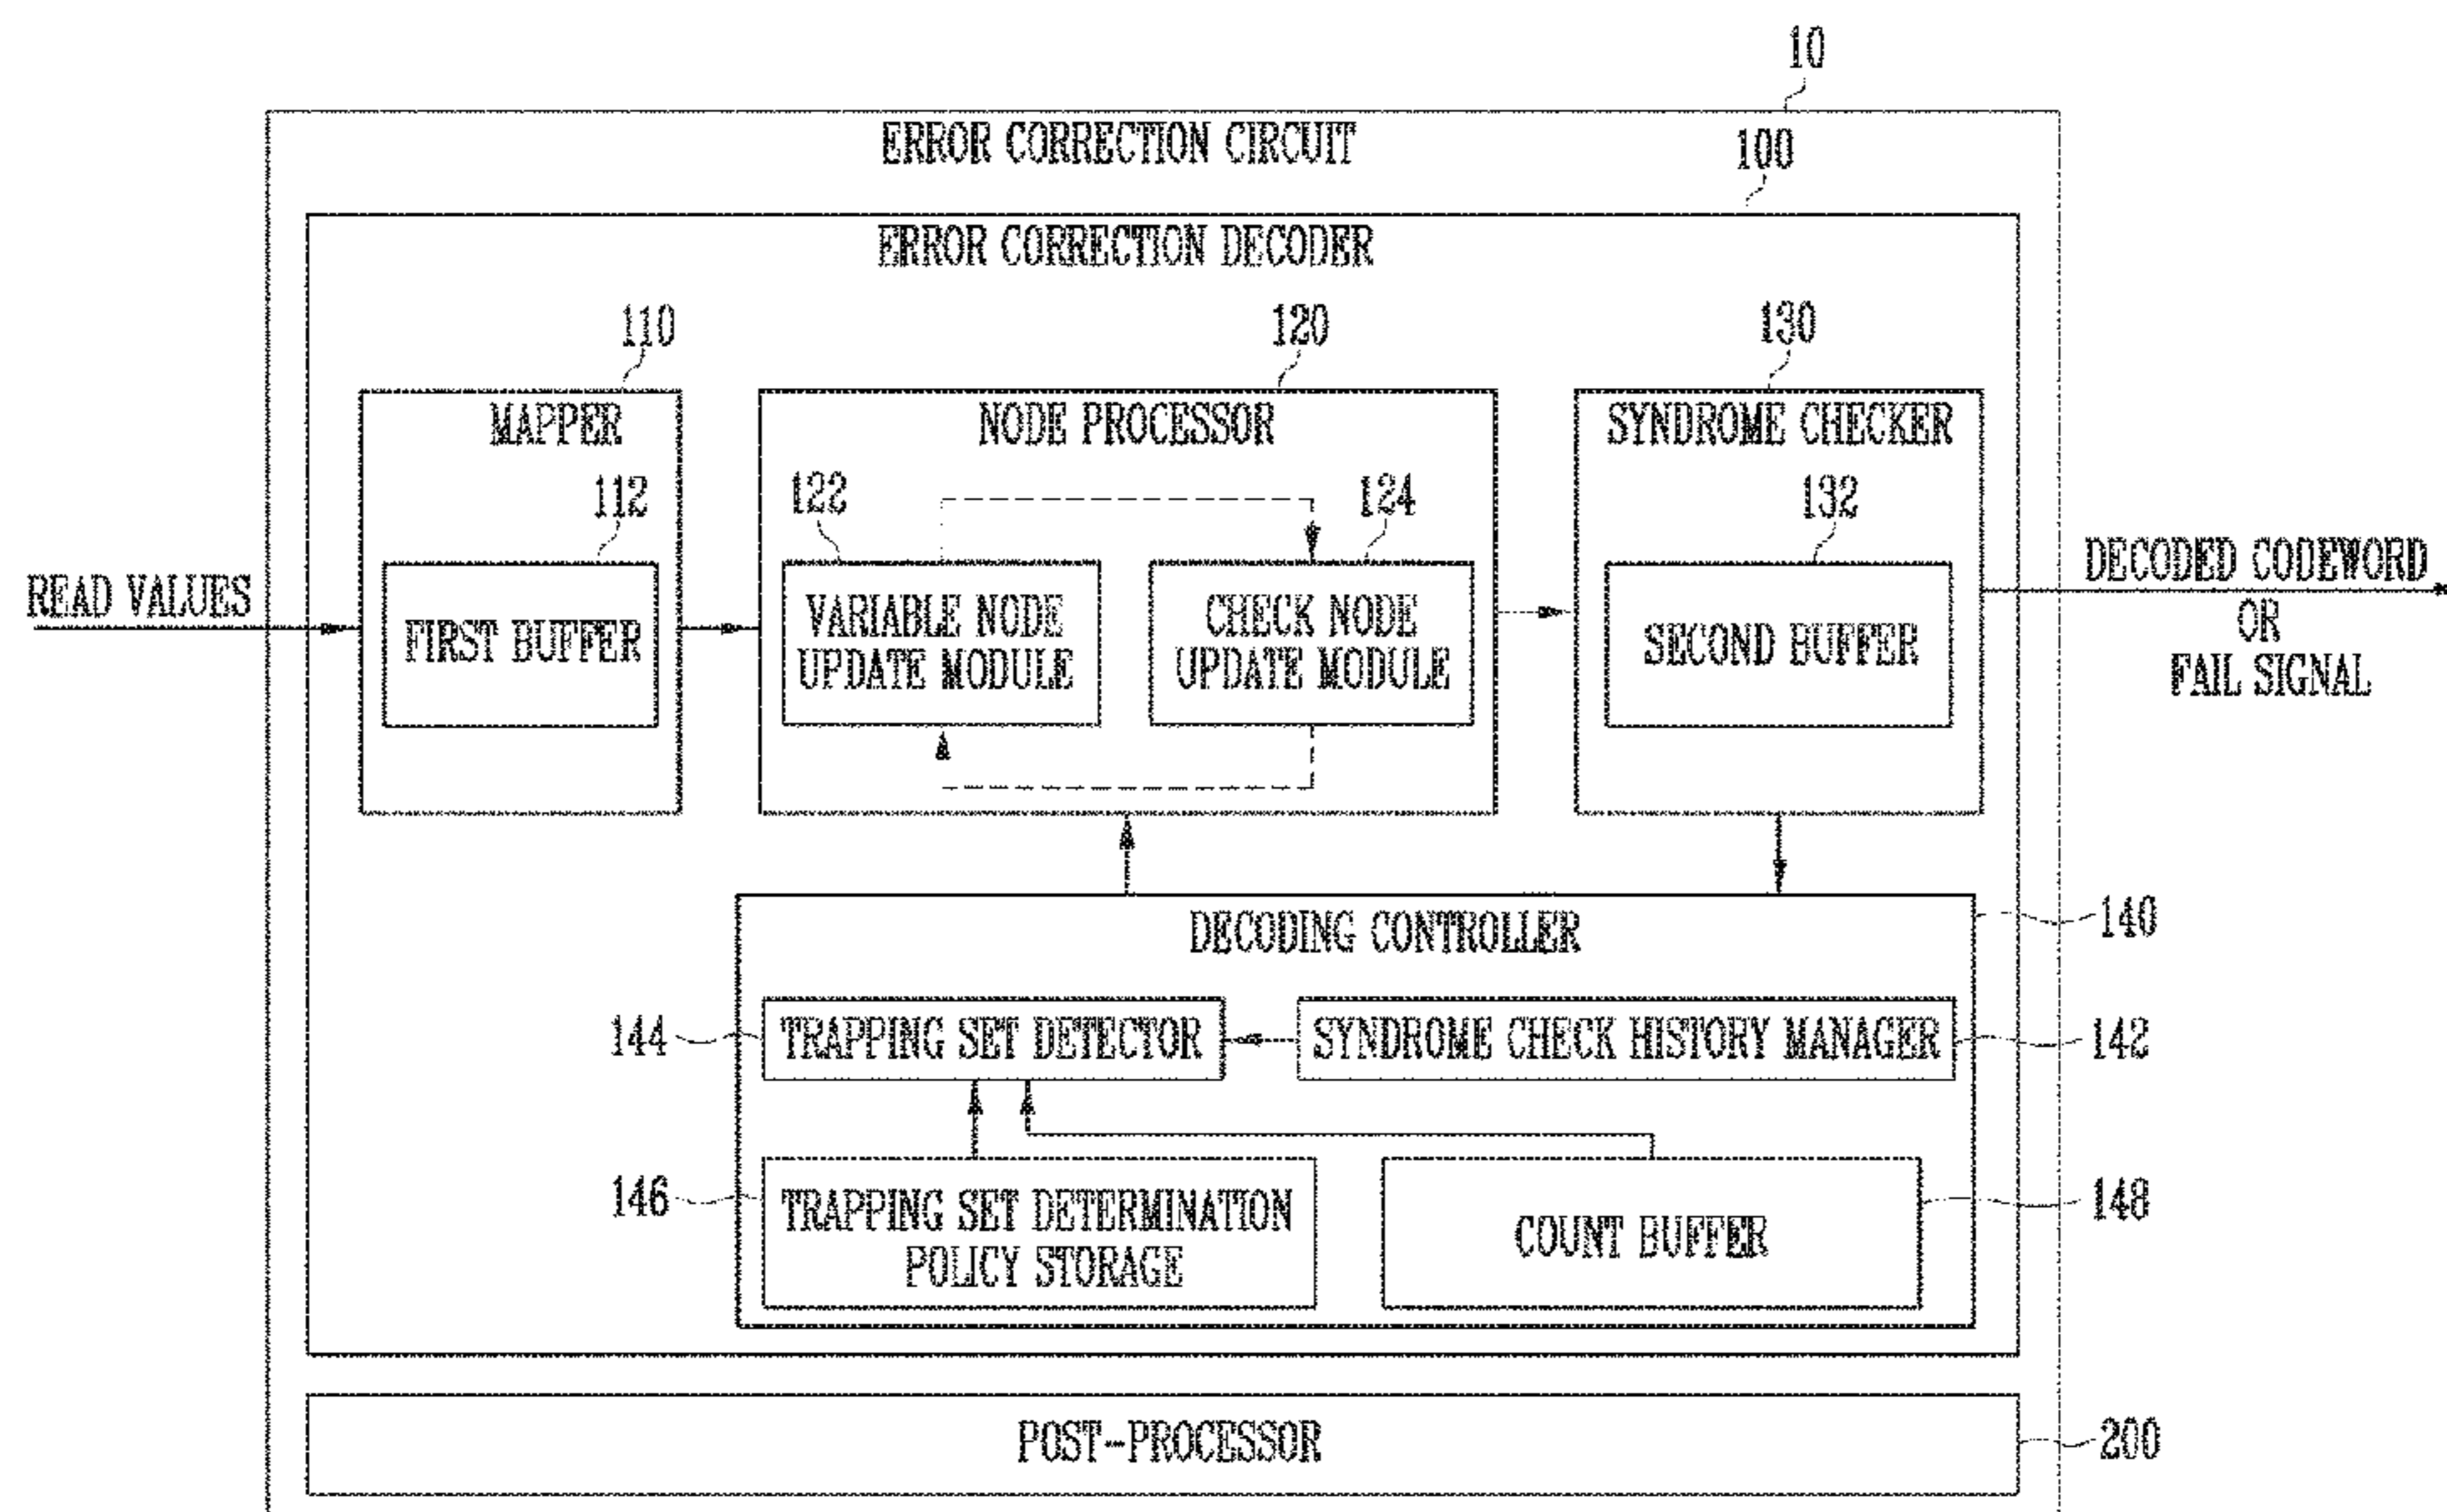 10
ERROR CORRECTION CIRCUIT
100
ERROR CORRECTION DECODER
110
120
130
MAPPER
NODE PROCESSOR
SYNDROME CHECKER
112
122
124
132
READ VALUES
FIRST BUFFER
VARIABLE NODE
UPDATE MODULE
CHECK NODE
UPDATE MODULE
SECOND BUFFER
DECODED CODEWORD
OR
FAIL SIGNAL
DECODING CONTROLLER
140
144
TRAPPING SET DETECTOR
SYNDROME CHECK HISTORY MANAGER
142
146
TRAPPING SET DETERMINATION
POLICY STORAGE
COUNT BUFFER
148
POST-PROCESSOR
200